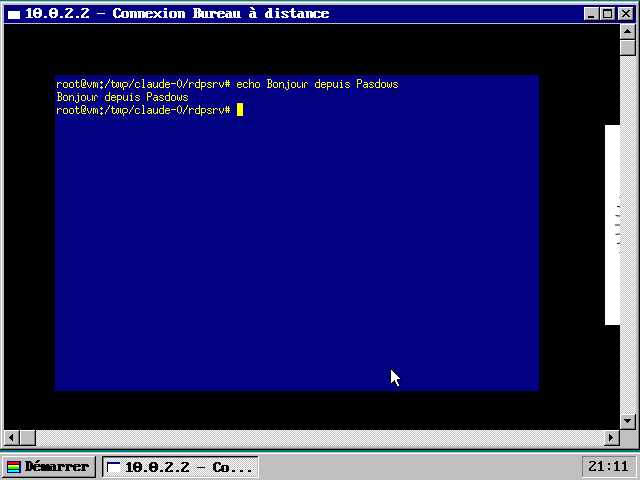 10.0.2.2 - Connexion Bureau à distance
root@vm:/tmp/claude-0/rdpsrv# echo Bonjour depuis Pasdows
Bonjour depuis Pasdows
root@vm:/tmp/claude-0/rdpsrv#
Démarrer
10.0.2.2 - Co...
21:11